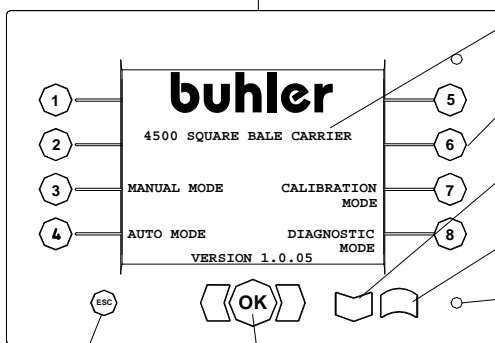 buhler
1 5
4500 SQUARE BALE CARRIER
2 6
3 MANUAL MODE CALIBRATION MODE 7
4 AUTO MODE DIAGNOSTIC MODE 8
VERSION 1.0.05
ESC OK